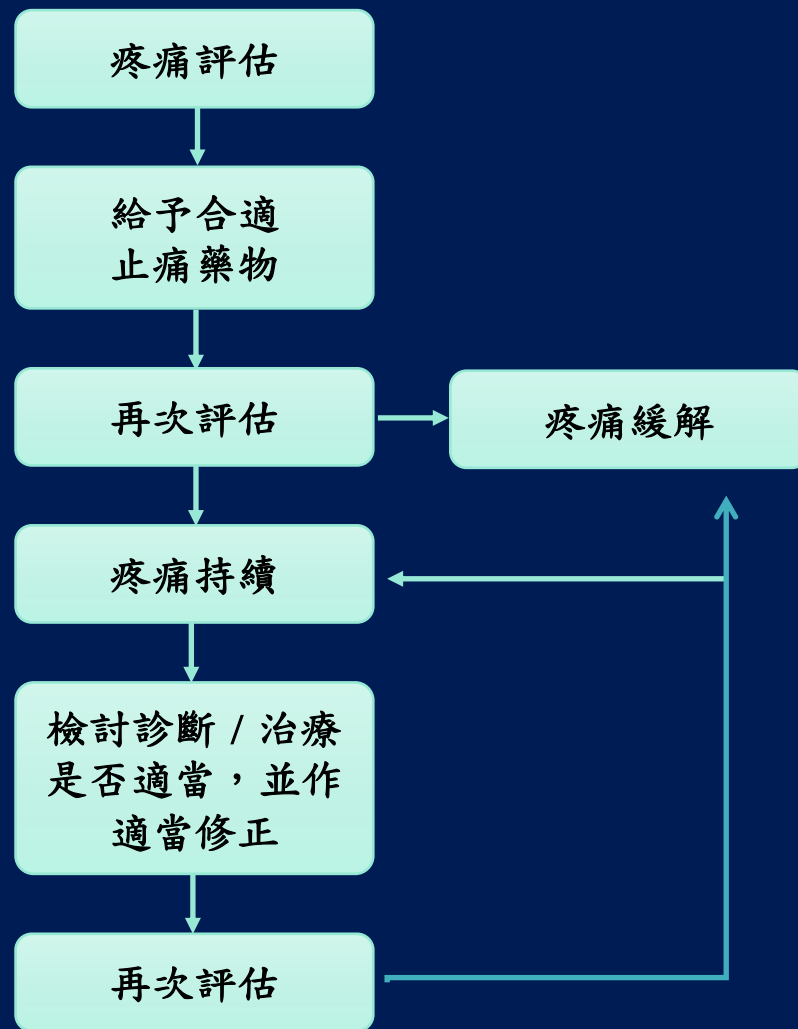 疼痛評估
給予合適
止痛藥物
再次評估
疼痛緩解
疼痛持續
檢討診斷 / 治療
是否適當，並作
適當修正
再次評估